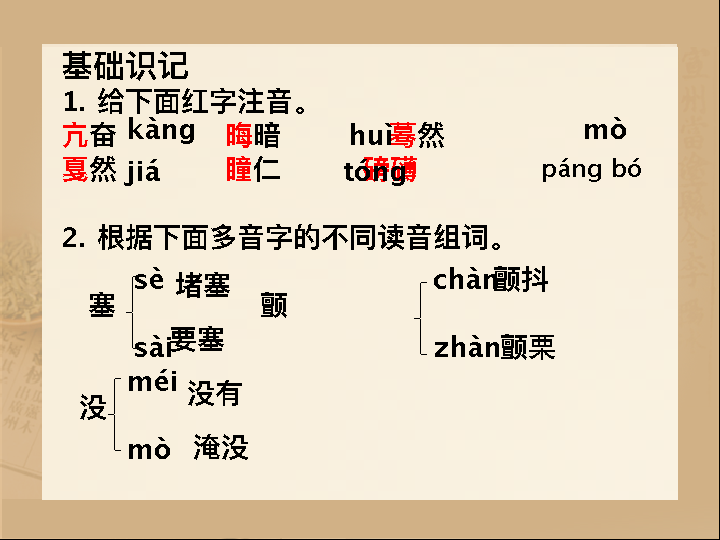 基础识记
1. 给下面红字注音。
亢奋 kàng 晦暗 huì 蓦然 mò
戛然 jiá 瞳仁 tóng 磅礴 páng bó
2. 根据下面多音字的不同读音组词。
sè 堵塞 chàn 颤抖
塞 颤
sài 要塞 zhàn 颤栗
méi 没有
没
mò 淹没